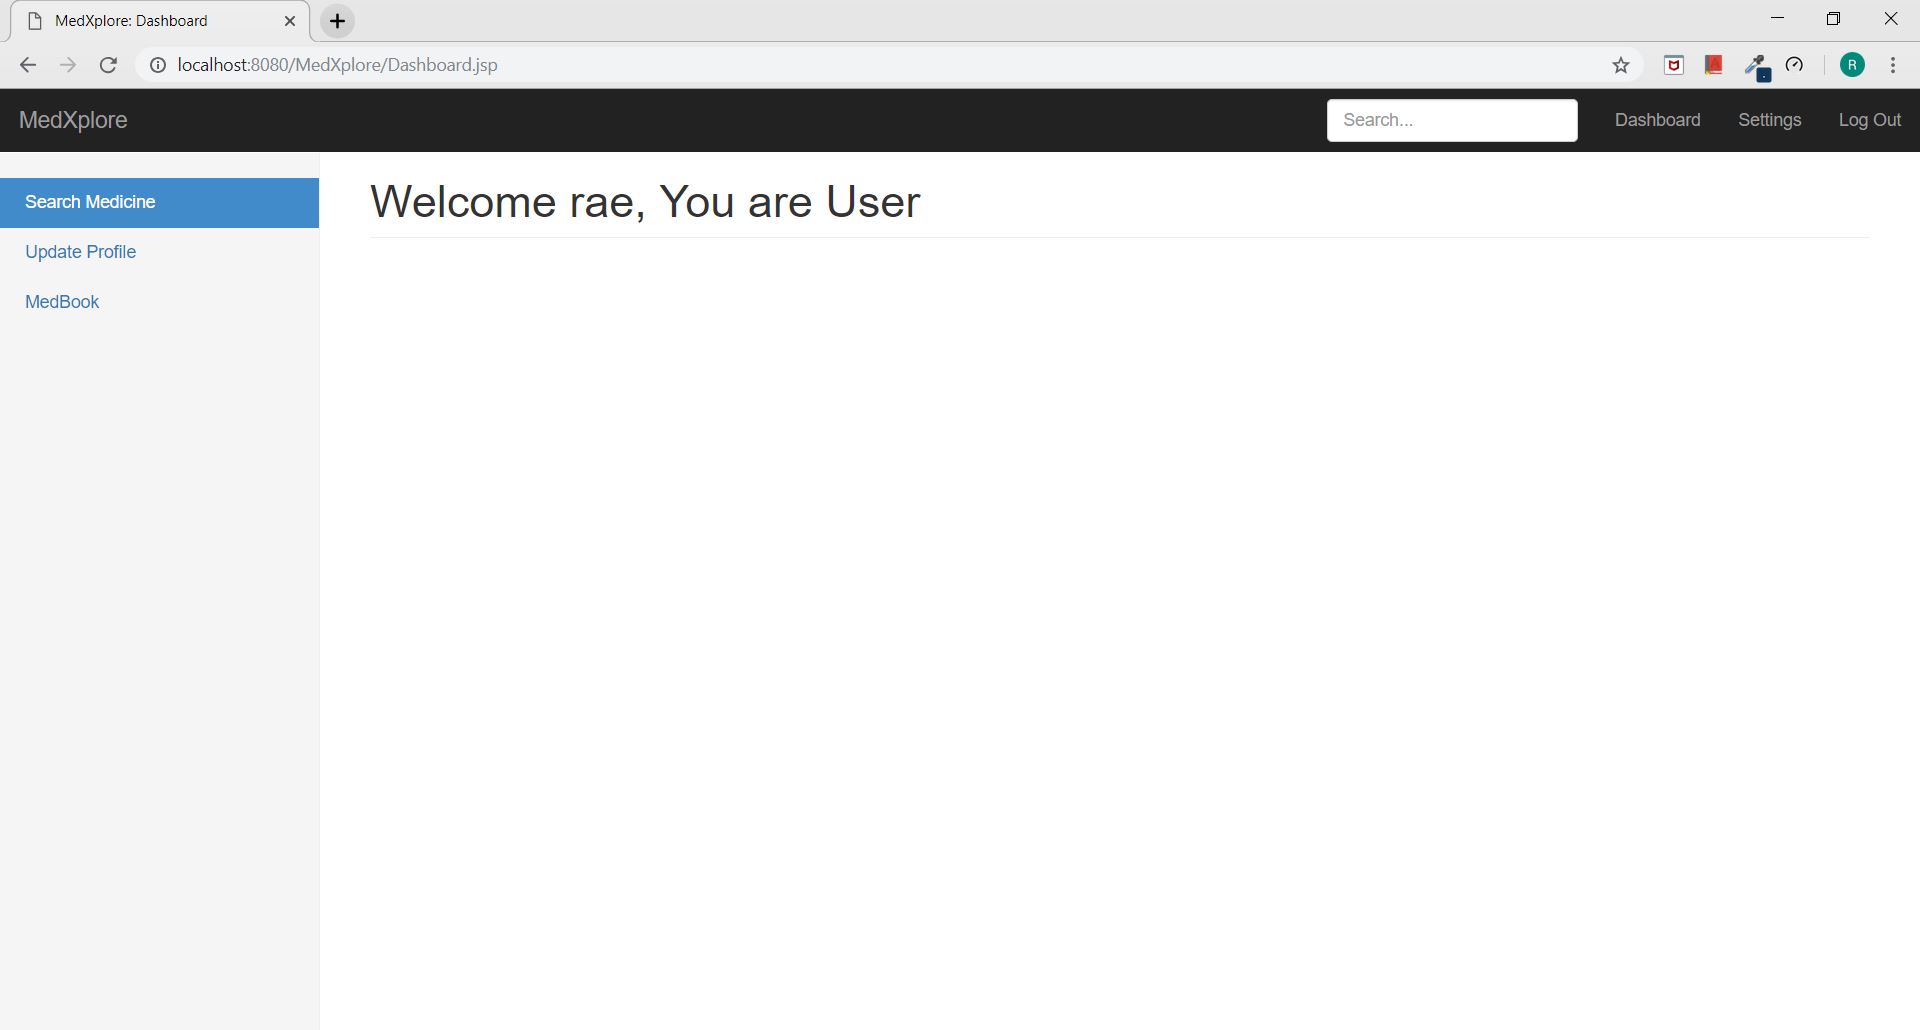 MedXplore: Dashboard
localhost:8080/MedXplore/Dashboard.jsp
R
MedXplore
Search...
Dashboard
Settings
Log Out
Search Medicine
Update Profile
MedBook
Welcome rae, You are User